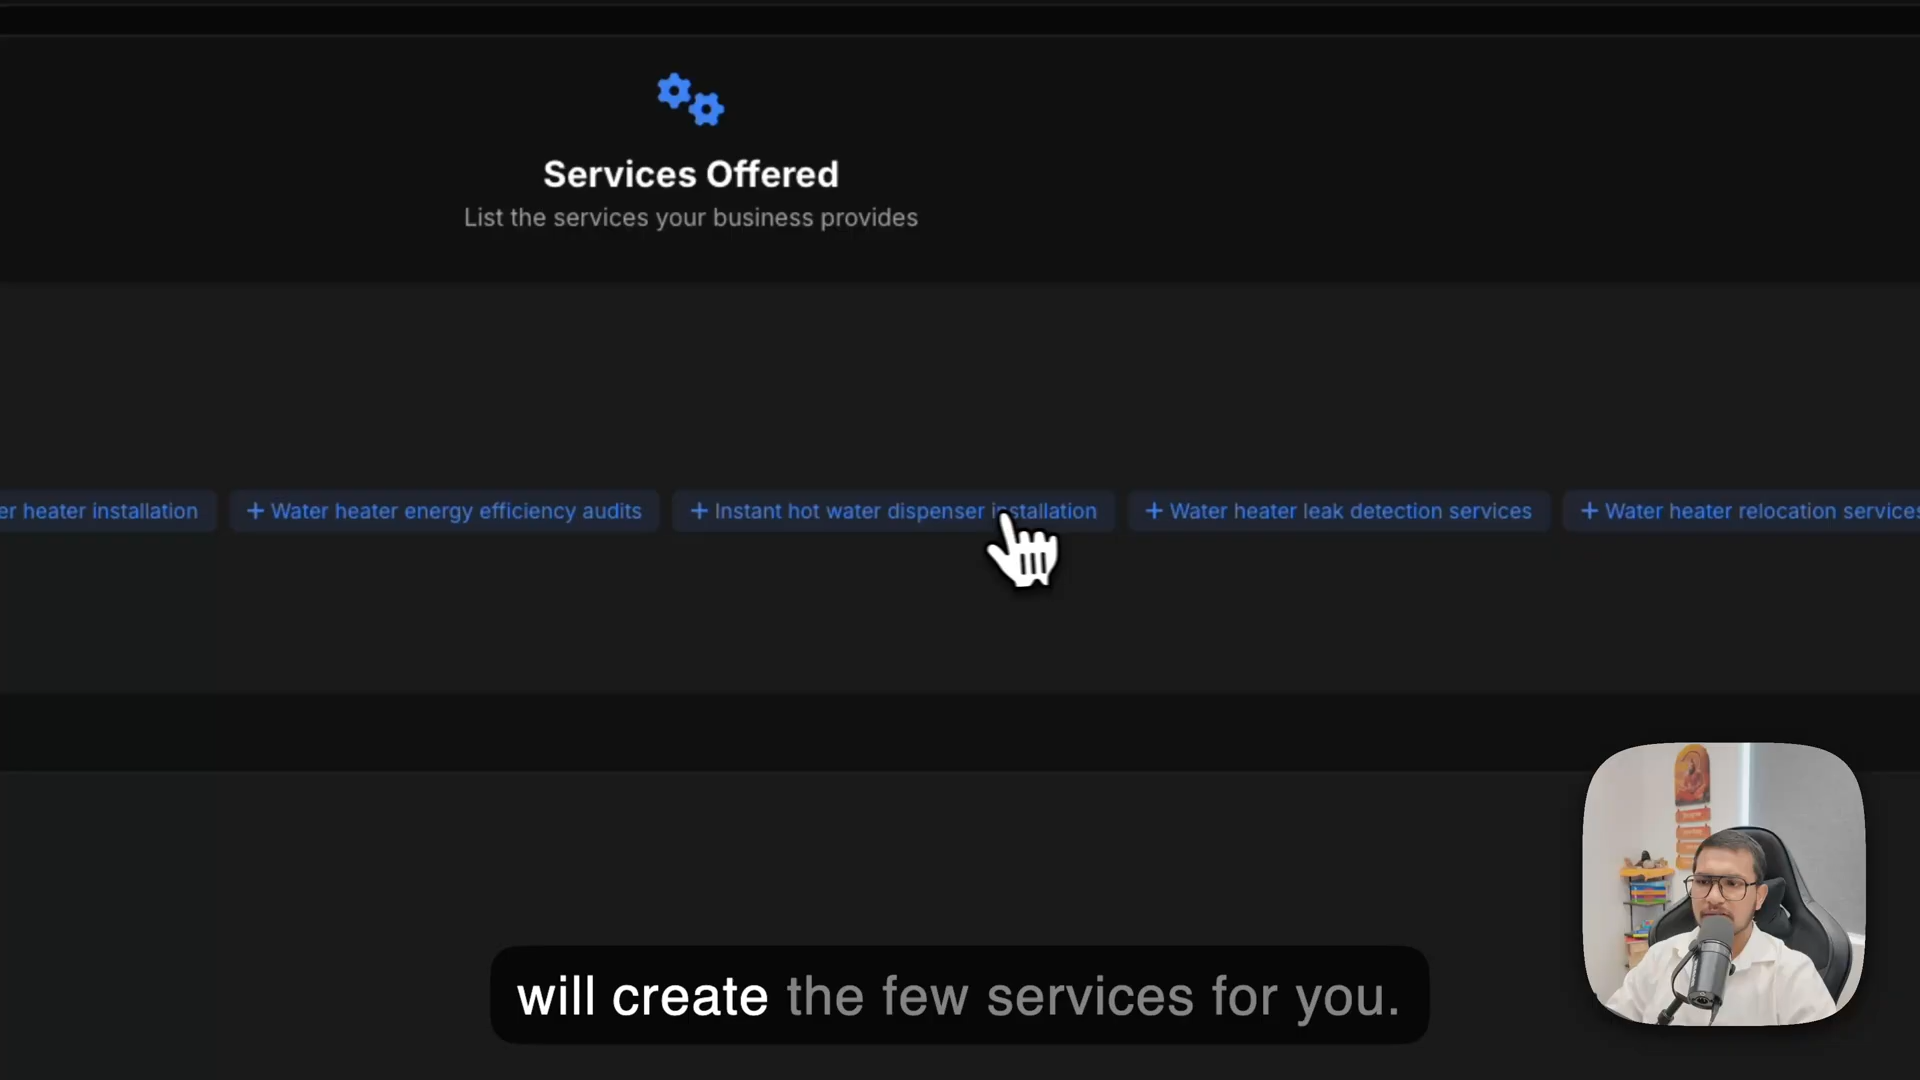 Services Offered
List the services your business provides
er heater installation
+ Water heater energy efficiency audits
+ Instant hot water dispenser installation
+ Water heater leak detection services
+ Water heater relocation services
will create the few services for you.